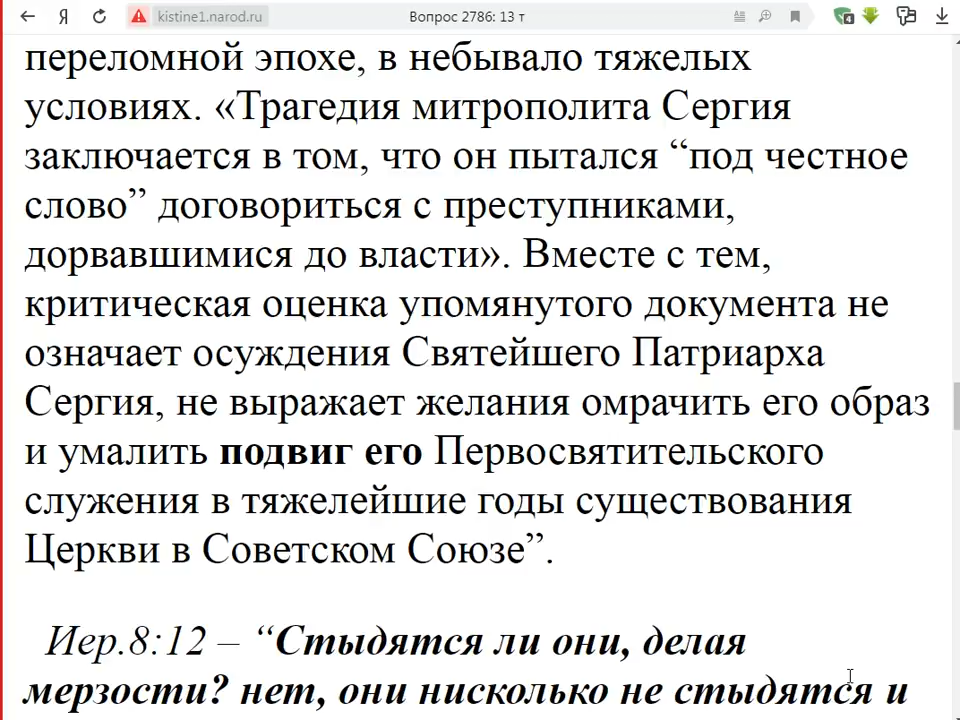 kistine1.narod.ru
Вопрос 2786: 13 т
4
переломной эпохе, в небывало тяжелых
условиях. «Трагедия митрополита Сергия
заключается в том, что он пытался “под честное
слово” договориться с преступниками,
дорвавшимися до власти». Вместе с тем,
критическая оценка упомянутого документа не
означает осуждения Святейшего Патриарха
Сергия, не выражает желания омрачить его образ
и умалить подвиг его Первосвятительского
служения в тяжелейшие годы существования
Церкви в Советском Союзе”.
Иер.8:12 – “Стыдятся ли они, делая
мерзости? нет, они нисколько не стыдятся и